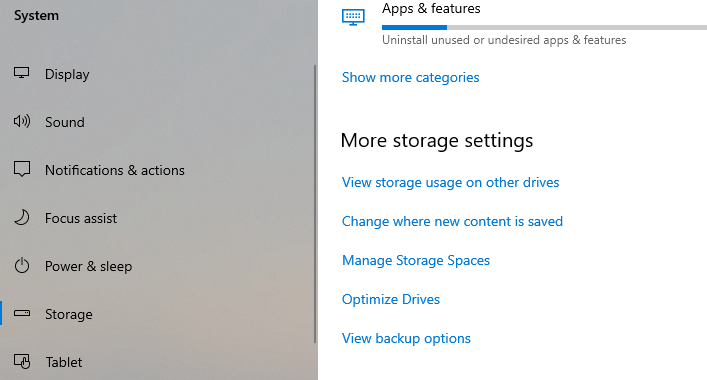 System
Display
Sound
Notifications & actions
Focus assist
Power & sleep
Storage
Tablet
Apps & features
Uninstall unused or undesired apps & features
Show more categories
More storage settings
View storage usage on other drives
Change where new content is saved
Manage Storage Spaces
Optimize Drives
View backup options